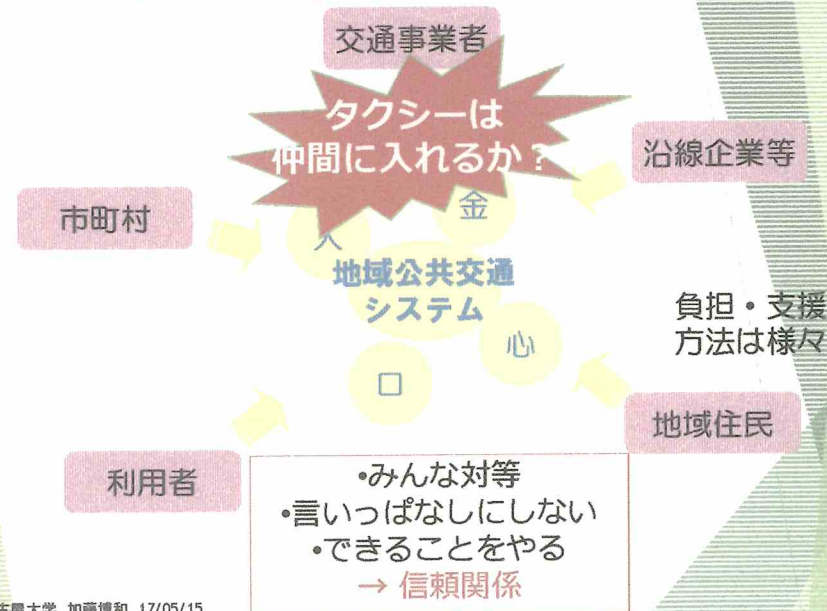 交通事業者
タクシーは
仲間に入れるか？
沿線企業等
市町村
人
金
地域公共交通
システム
負担・支援
方法は様々
心
口
地域住民
利用者
•みんな対等
•言いっぱなしにしない
•できることをやる
→ 信頼関係
古屋大学 加藤博和 17/05/15